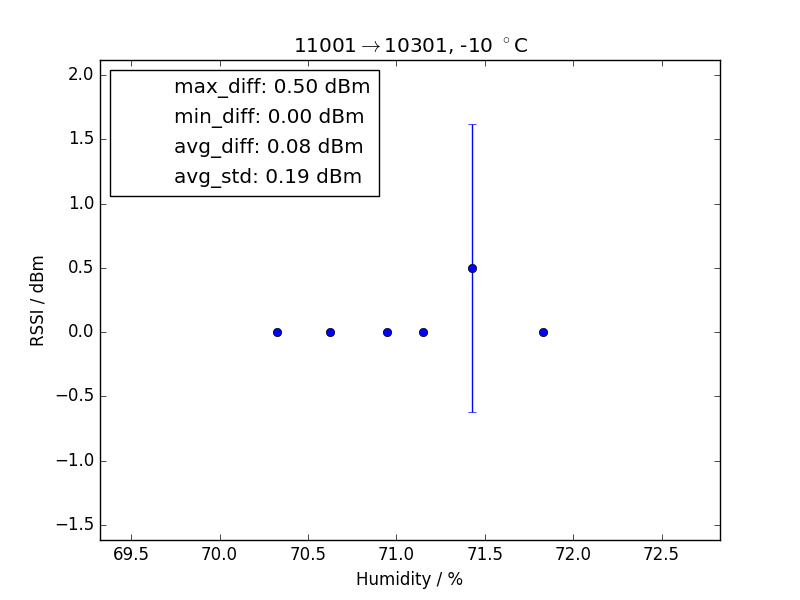 11001→10301, -10 °C
max_diff: 0.50 dBm
min_diff: 0.00 dBm
avg_diff: 0.08 dBm
avg_std: 0.19 dBm
RSSI / dBm
2.0
1.5
1.0
0.5
0.0
−0.5
−1.0
−1.5
69.5 70.0 70.5 71.0 71.5 72.0 72.5
Humidity / %